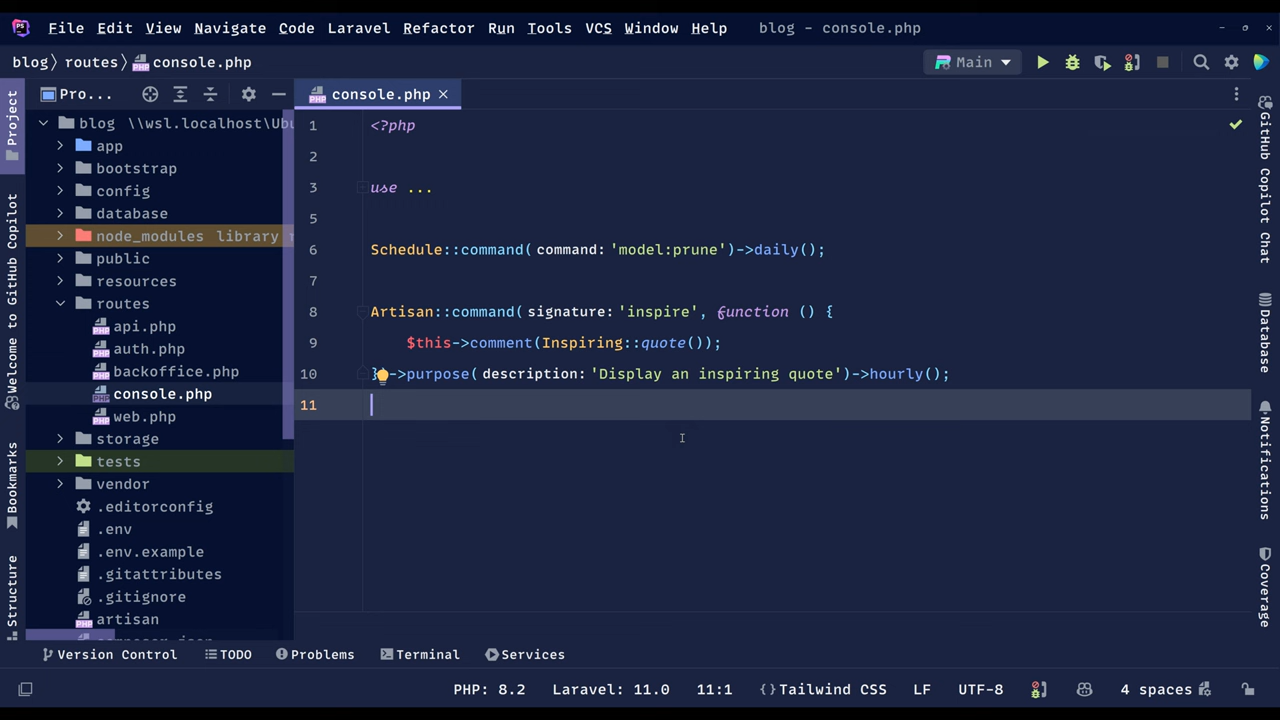 File Edit View Navigate Code Laravel Refactor Run Tools VCS Window Help blog - console.php
blog routes console.php Main
Pro... console.php
Project
Welcome to GitHub Copilot
Bookmarks
Structure
blog \\wsl.localhost\Ub
app
bootstrap
config
database
node_modules library
public
resources
routes
api.php
auth.php
backoffice.php
console.php
web.php
storage
tests
vendor
.editorconfig
.env
.env.example
.gitattributes
.gitignore
artisan
1 <?php
2
3 use ...
5
6 Schedule::command( command: 'model:prune')->daily();
7
8 Artisan::command( signature: 'inspire', function () {
9 $this->comment(Inspiring::quote());
10 })->purpose( description: 'Display an inspiring quote')->hourly();
11
GitHub Copilot Chat
Database
Notifications
Coverage
Version Control TODO Problems Terminal Services
PHP: 8.2 Laravel: 11.0 11:1 Tailwind CSS LF UTF-8 4 spaces